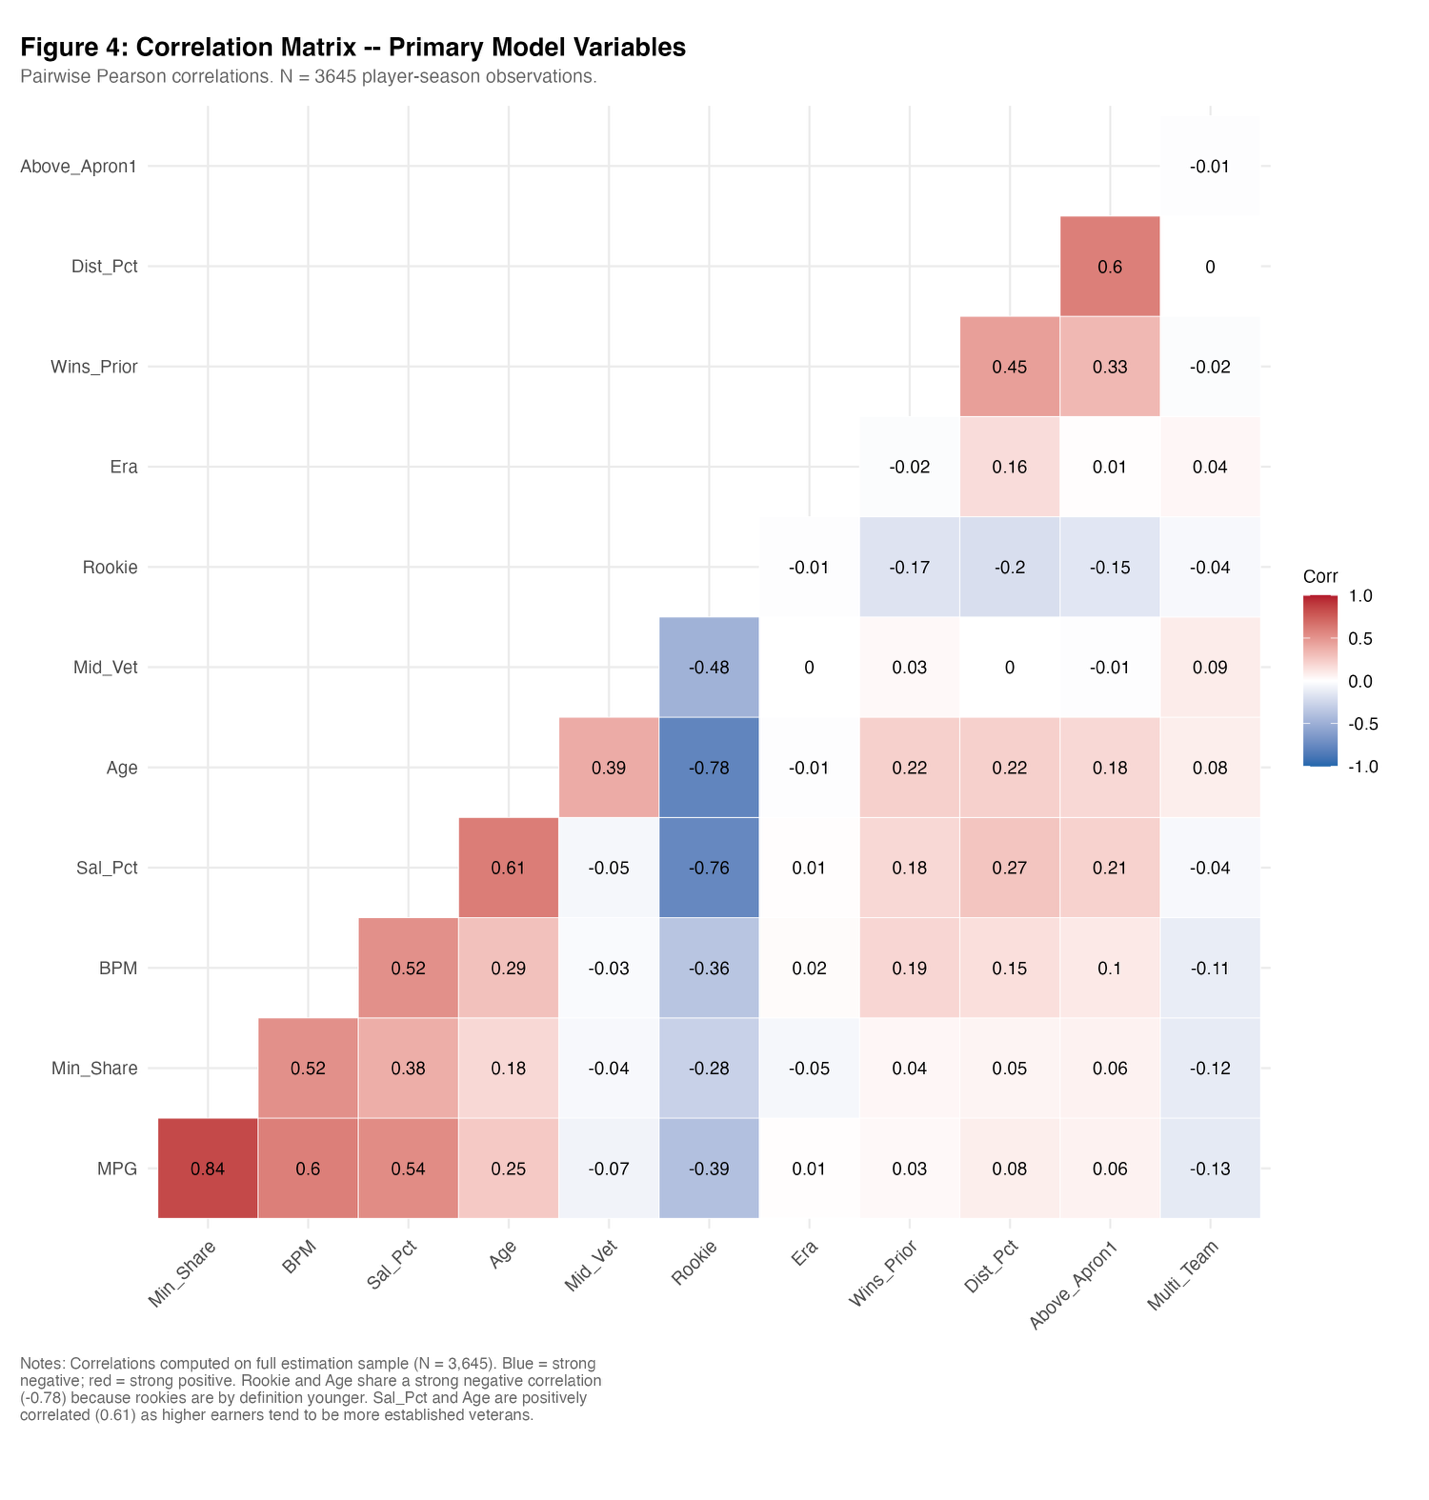 Figure 4: Correlation Matrix -- Primary Model Variables
Pairwise Pearson correlations. N = 3645 player-season observations.
Above_Apron1 -0.01
Dist_Pct 0.6 0
Wins_Prior 0.45 0.33 -0.02
Era -0.02 0.16 0.01 0.04
Rookie -0.01 -0.17 -0.2 -0.15 -0.04
Mid_Vet -0.48 0 0.03 0 -0.01 0.09
Age 0.39 -0.78 -0.01 0.22 0.22 0.18 0.08
Sal_Pct 0.61 -0.05 -0.76 0.01 0.18 0.27 0.21 -0.04
BPM 0.52 0.29 -0.03 -0.36 0.02 0.19 0.15 0.1 -0.11
Min_Share 0.52 0.38 0.18 -0.04 -0.28 -0.05 0.04 0.05 0.06 -0.12
MPG 0.84 0.6 0.54 0.25 -0.07 -0.39 0.01 0.03 0.08 0.06 -0.13
Min_Share BPM Sal_Pct Age Mid_Vet Rookie Era Wins_Prior Dist_Pct Above_Apron1 Multi_Team
Corr
1.0
0.5
0.0
-0.5
-1.0
Notes: Correlations computed on full estimation sample (N = 3,645). Blue = strong
negative; red = strong positive. Rookie and Age share a strong negative correlation
(-0.78) because rookies are by definition younger. Sal_Pct and Age are positively
correlated (0.61) as higher earners tend to be more established veterans.